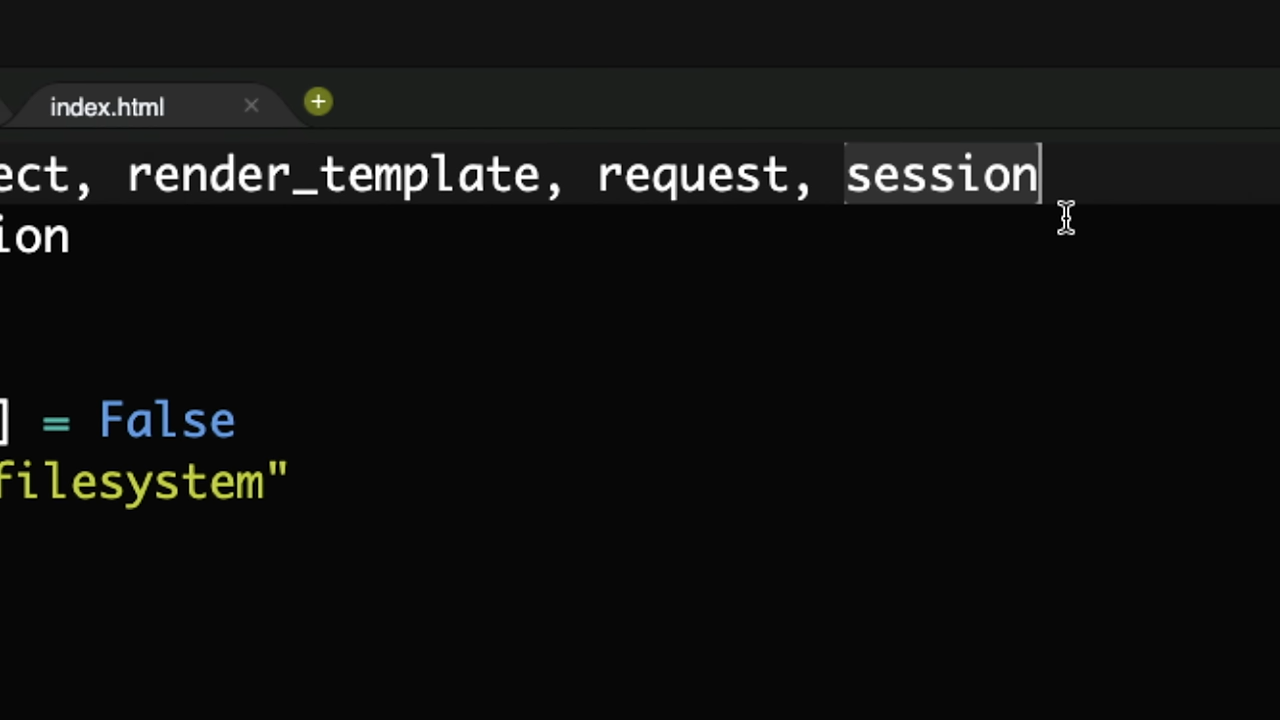 index.html
ect, render_template, request, session
ion
] = False
filesystem"